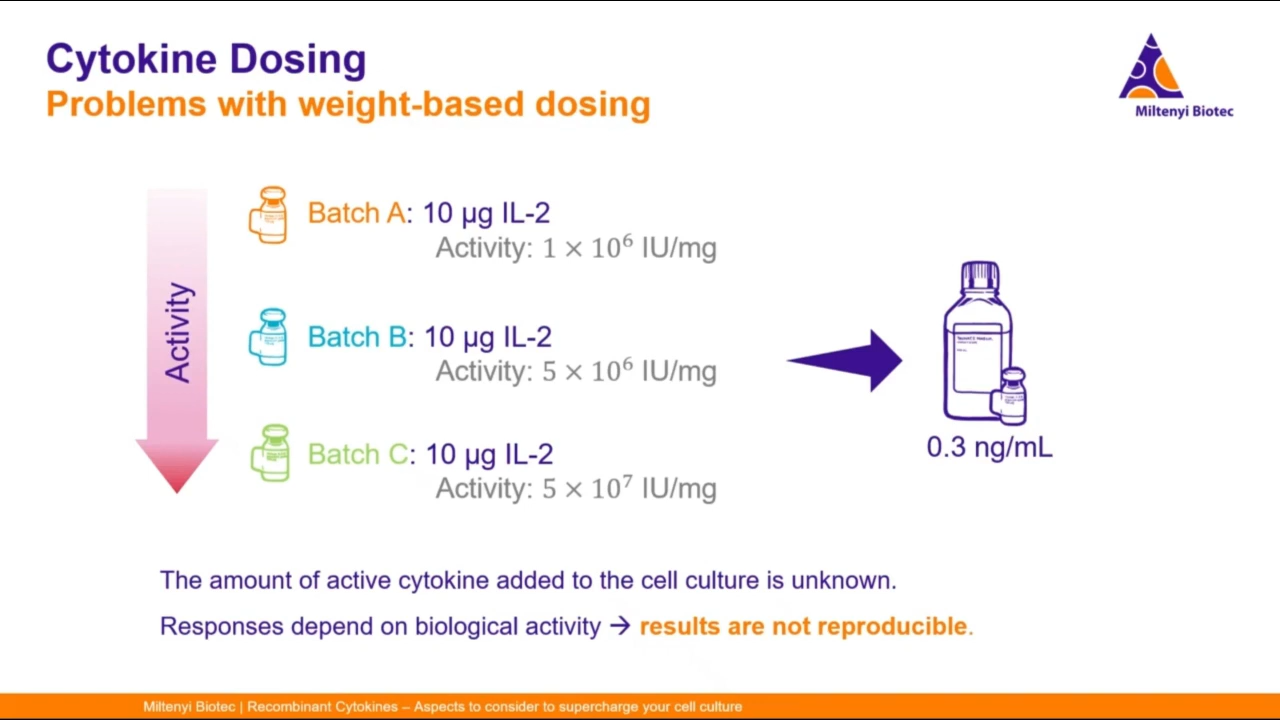 Cytokine Dosing
Problems with weight-based dosing
Miltenyi Biotec
Activity
Batch A: 10 µg IL-2
Activity: 1 × 10⁶ IU/mg
Batch B: 10 µg IL-2
Activity: 5 × 10⁶ IU/mg
Batch C: 10 µg IL-2
Activity: 5 × 10⁷ IU/mg
0.3 ng/mL
The amount of active cytokine added to the cell culture is unknown.
Responses depend on biological activity → results are not reproducible.
Miltenyi Biotec | Recombinant Cytokines – Aspects to consider to supercharge your cell culture